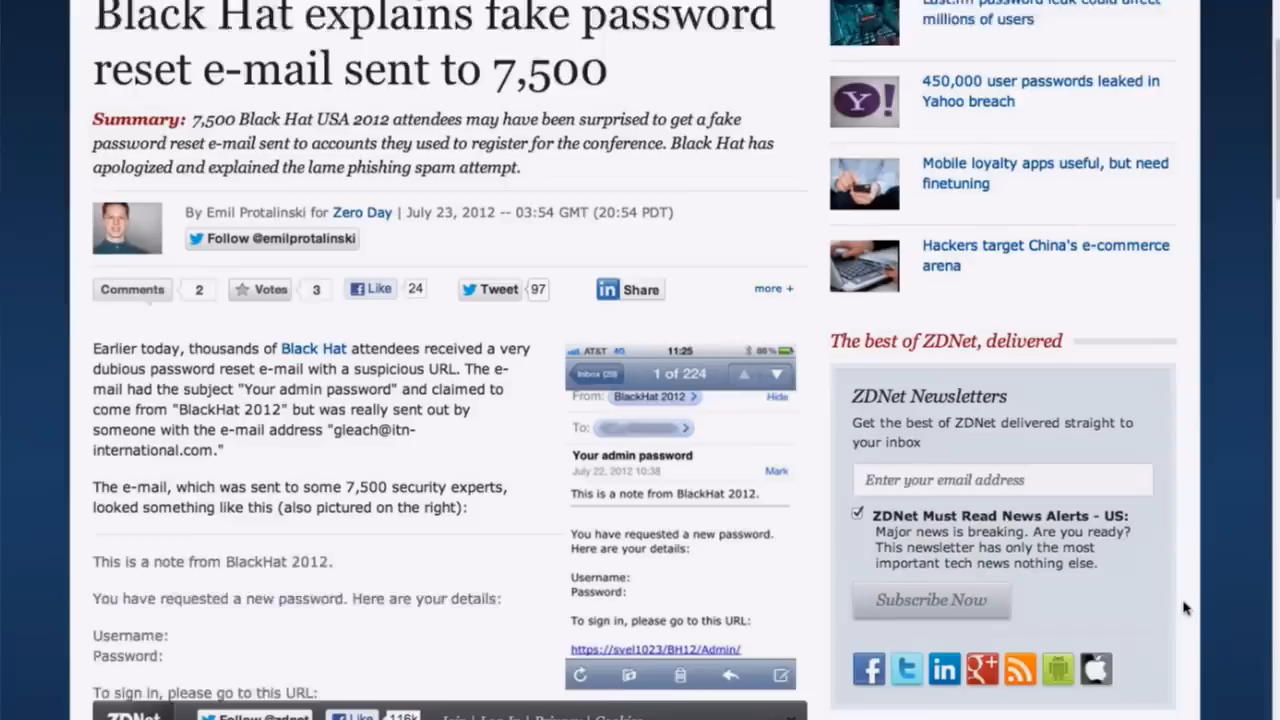 Black Hat explains fake password
reset e-mail sent to 7,500
Summary: 7,500 Black Hat USA 2012 attendees may have been surprised to get a fake
password reset e-mail sent to accounts they used to register for the conference. Black Hat has
apologized and explained the lame phishing spam attempt.
By Emil Protalinski for Zero Day | July 23, 2012 -- 03:54 GMT (20:54 PDT)
Follow @emilprotalinski
Comments 2 Votes 3 Like 24 Tweet 97 in Share more +
Earlier today, thousands of Black Hat attendees received a very
dubious password reset e-mail with a suspicious URL. The e-
mail had the subject "Your admin password" and claimed to
come from "BlackHat 2012" but was really sent out by
someone with the e-mail address "gleach@itn-
international.com."
The e-mail, which was sent to some 7,500 security experts,
looked something like this (also pictured on the right):
This is a note from BlackHat 2012.
You have requested a new password. Here are your details:
Username:
Password:
To sign in, please go to this URL:
AT&T 4G 11:25 86%
Inbox (29) 1 of 224
From: BlackHat 2012 Hide
To:
Your admin password
July 22, 2012 10:38 Mark
This is a note from BlackHat 2012.
You have requested a new password.
Here are your details:
Username:
Password:
To sign in, please go to this URL:
https://svel1023/BH12/Admin/
Last.fm password leak could affect
millions of users
Y!
450,000 user passwords leaked in
Yahoo breach
Mobile loyalty apps useful, but need
finetuning
Hackers target China's e-commerce
arena
The best of ZDNet, delivered
ZDNet Newsletters
Get the best of ZDNet delivered straight to
your inbox
Enter your email address
ZDNet Must Read News Alerts - US:
Major news is breaking. Are you ready?
This newsletter has only the most
important tech news nothing else.
Subscribe Now
f t in g+
ZDNet Follow @zdnet Like 116k Join | Log In | Privacy | Cookies